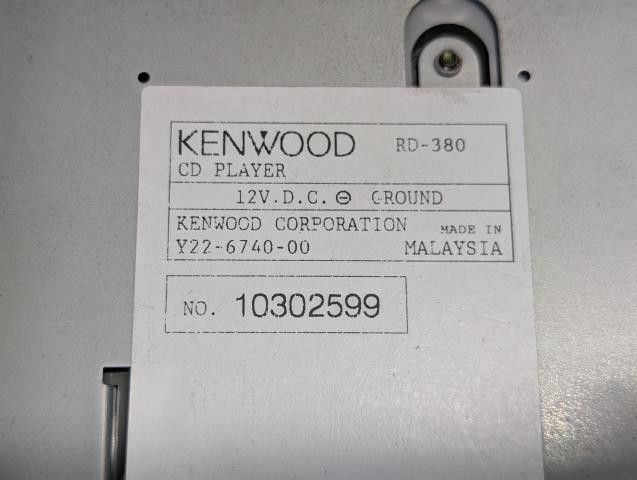 KENWOOD RD-380
CD PLAYER
12V.D.C. ⊖ GROUND
KENWOOD CORPORATION MADE IN
Y22-6740-00 MALAYSIA
NO. 10302599